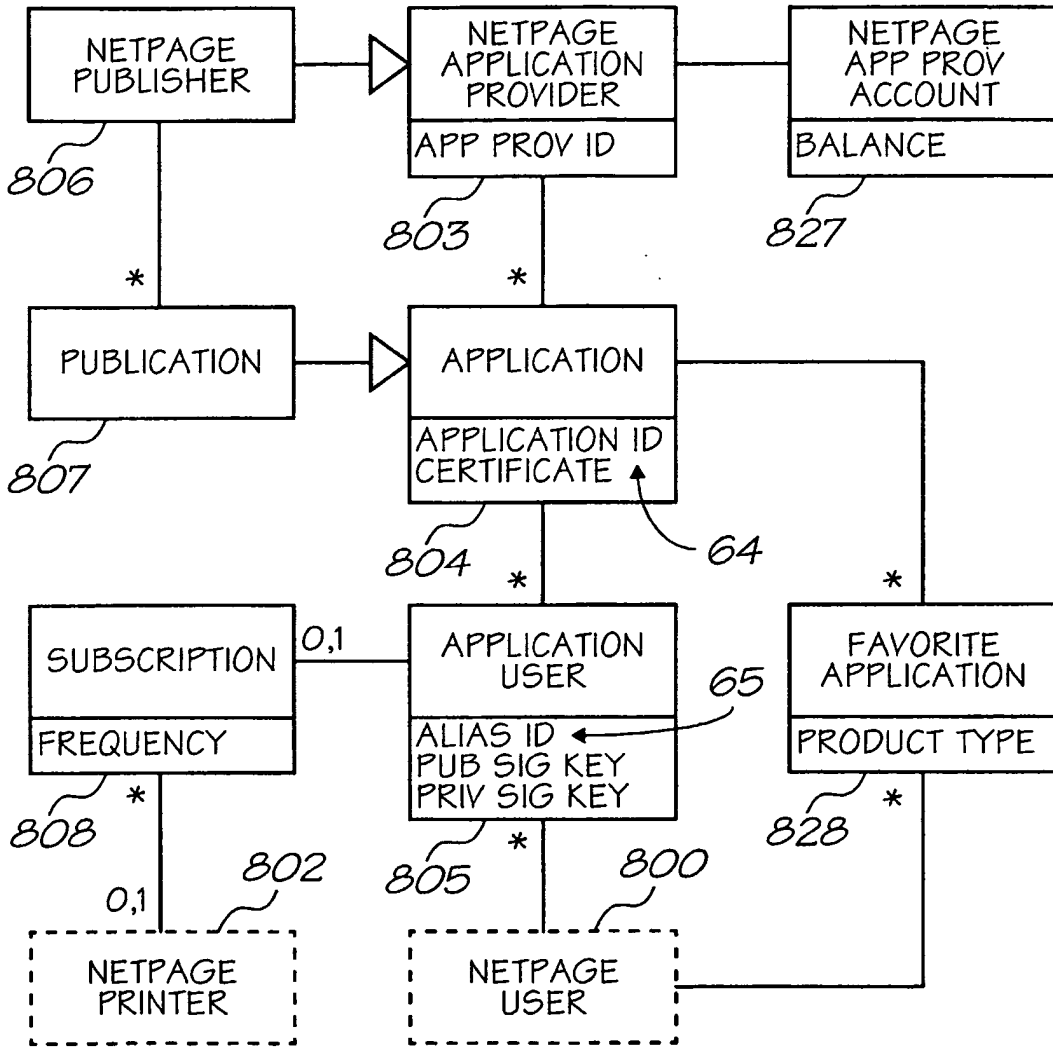 NETPAGE
PUBLISHER
NETPAGE
APPLICATION
PROVIDER
APP PROV ID
NETPAGE
APP PROV
ACCOUNT
BALANCE
806
803
827
*
*
PUBLICATION
APPLICATION
APPLICATION ID
CERTIFICATE
807
804
64
*
*
SUBSCRIPTION
FREQUENCY
0,1
APPLICATION
USER
ALIAS ID
PUB SIG KEY
PRIV SIG KEY
65
FAVORITE
APPLICATION
PRODUCT TYPE
808
*
805
*
828
*
802
800
0,1
NETPAGE
PRINTER
NETPAGE
USER